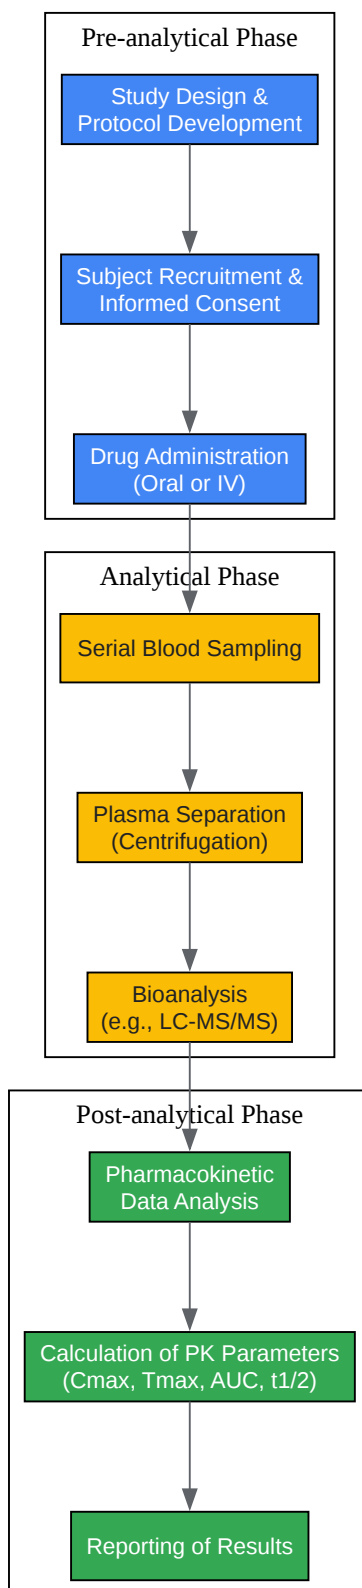 Pre-analytical Phase
Study Design &
Protocol Development
Subject Recruitment &
Informed Consent
Drug Administration
(Oral or IV)
Analytical Phase
Serial Blood Sampling
Plasma Separation
(Centrifugation)
Bioanalysis
(e.g., LC-MS/MS)
Post-analytical Phase
Pharmacokinetic
Data Analysis
Calculation of PK Parameters
(Cmax, Tmax, AUC, t1/2)
Reporting of Results